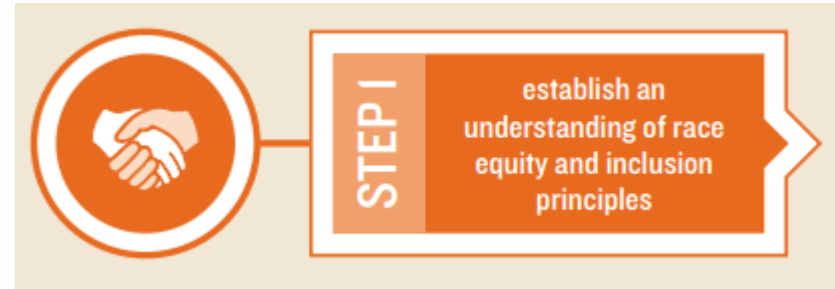 STEP 1
establish an
understanding of race
equity and inclusion
principles